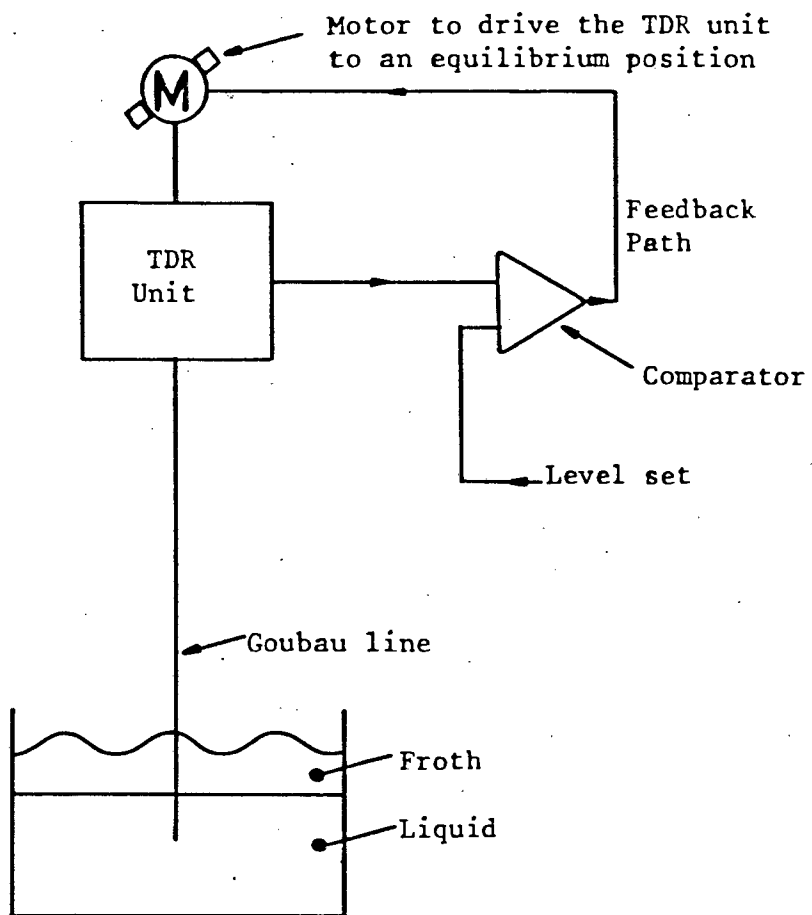 Motor to drive the TDR unit
to an equilibrium position
M
TDR
Unit
Feedback
Path
Comparator
Level set
Goubau line
Froth
Liquid